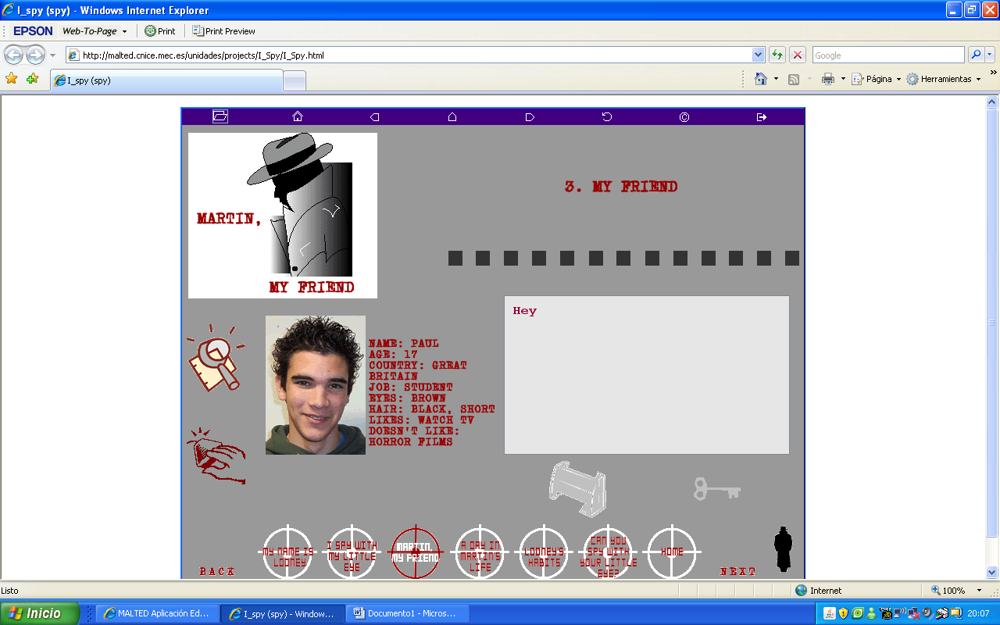 I_spy (spy) - Windows Internet Explorer
EPSON Web-To-Page Print Print Preview
http://malted.cnice.mec.es/unidades/projects/I_Spy/I_Spy.html
Google
I_spy (spy)
Página Herramientas
MARTIN,
MY FRIEND
3. MY FRIEND
NAME: PAUL
AGE: 17
COUNTRY: GREAT
BRITAIN
JOB: STUDENT
EYES: BROWN
HAIR: BLACK, SHORT
LIKES: WATCH TV
DOESN'T LIKE:
HORROR FILMS
Hey
MY NAME IS
LOONEY
I SPY WITH
MY LITTLE
EYE
MARTIN,
MY FRIEND
A DAY IN
MARTIN'S
LIFE
LOONEY'S
HABITS
CAN YOU
SPY WITH
YOUR LITTLE
EYE?
HOME
BACK
NEXT
Listo
Internet
100%
Inicio
MALTED Aplicación Ed...
I_spy (spy) - Window...
Documento1 - Micros...
20:07